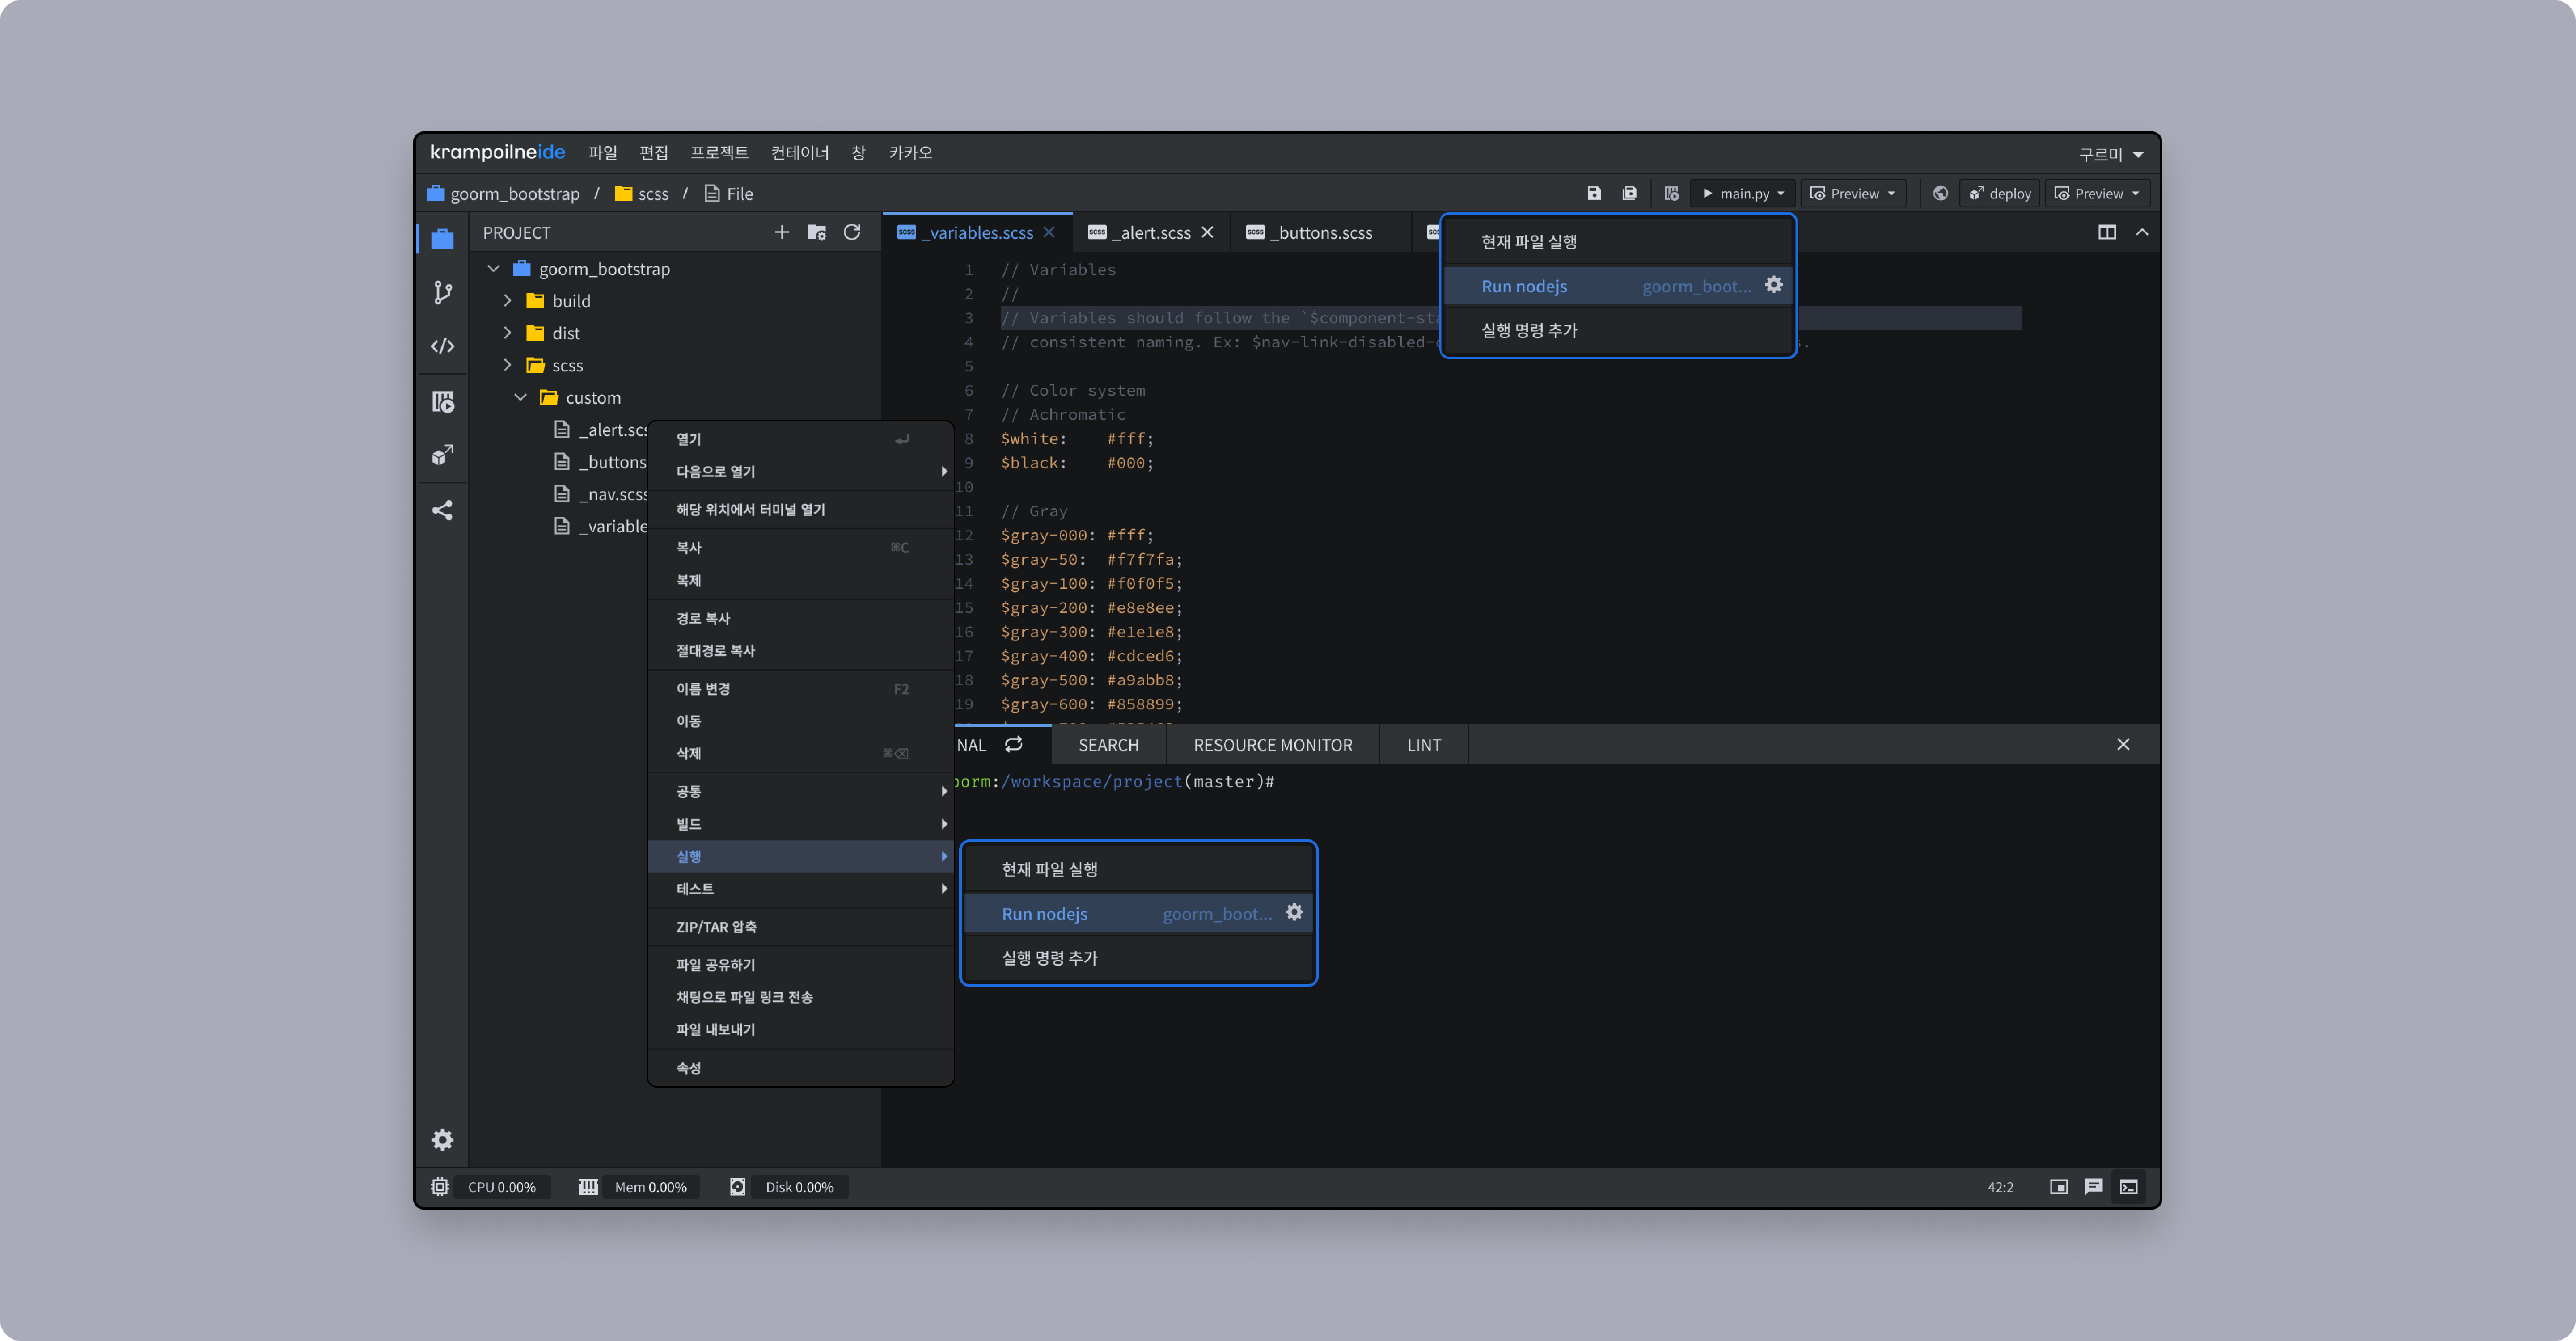 krampoilneide 파일 편집 프로젝트 컨테이너 창 카카오 구르미
goorm_bootstrap / scss / File main.py Preview deploy Preview
PROJECT
goorm_bootstrap
build
dist
scss
custom
_alert.scs
_buttons
_nav.scss
_variable
열기
다음으로 열기
해당 위치에서 터미널 열기
복사 ⌘C
복제
경로 복사
절대경로 복사
이름 변경 F2
이동
삭제 ⌘⌫
공통
빌드
실행
테스트
ZIP/TAR 압축
파일 공유하기
채팅으로 파일 링크 전송
파일 내보내기
속성
SCSS _variables.scss SCSS _alert.scss SCSS _buttons.scss
현재 파일 실행
Run nodejs goorm_boot...
실행 명령 추가
1 // Variables
2 //
3 // Variables should follow the `$component-sta
4 // consistent naming. Ex: $nav-link-disabled-c .
5
6 // Color system
7 // Achromatic
8 $white: #fff;
9 $black: #000;
10
11 // Gray
12 $gray-000: #fff;
13 $gray-50: #f7f7fa;
14 $gray-100: #f0f0f5;
15 $gray-200: #e8e8ee;
16 $gray-300: #e1e1e8;
17 $gray-400: #cdced6;
18 $gray-500: #a9abb8;
19 $gray-600: #858899;
NAL SEARCH RESOURCE MONITOR LINT
oorm:/workspace/project(master)#
현재 파일 실행
Run nodejs goorm_boot...
실행 명령 추가
CPU 0.00% Mem 0.00% Disk 0.00% 42:2